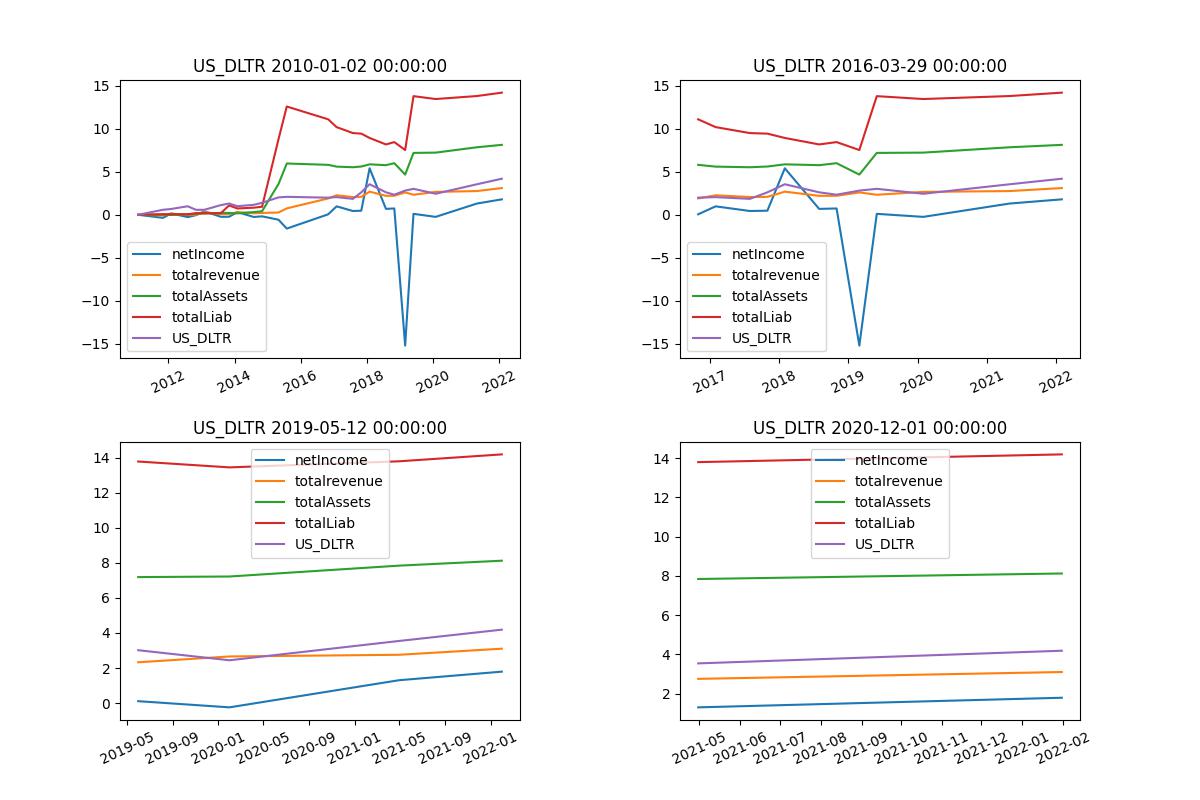 US_DLTR 2010-01-02 00:00:00
15
10
5
0
−5
−10
−15
netIncome
totalrevenue
totalAssets
totalLiab
US_DLTR
2012
2014
2016
2018
2020
2022
US_DLTR 2016-03-29 00:00:00
15
10
5
0
−5
−10
−15
netIncome
totalrevenue
totalAssets
totalLiab
US_DLTR
2017
2018
2019
2020
2021
2022
US_DLTR 2019-05-12 00:00:00
14
12
10
8
6
4
2
0
netIncome
totalrevenue
totalAssets
totalLiab
US_DLTR
2019-05
2019-09
2020-01
2020-05
2020-09
2021-01
2021-05
2021-09
2022-01
US_DLTR 2020-12-01 00:00:00
14
12
10
8
6
4
2
netIncome
totalrevenue
totalAssets
totalLiab
US_DLTR
2021-05
2021-06
2021-07
2021-08
2021-09
2021-10
2021-11
2021-12
2022-01
2022-02